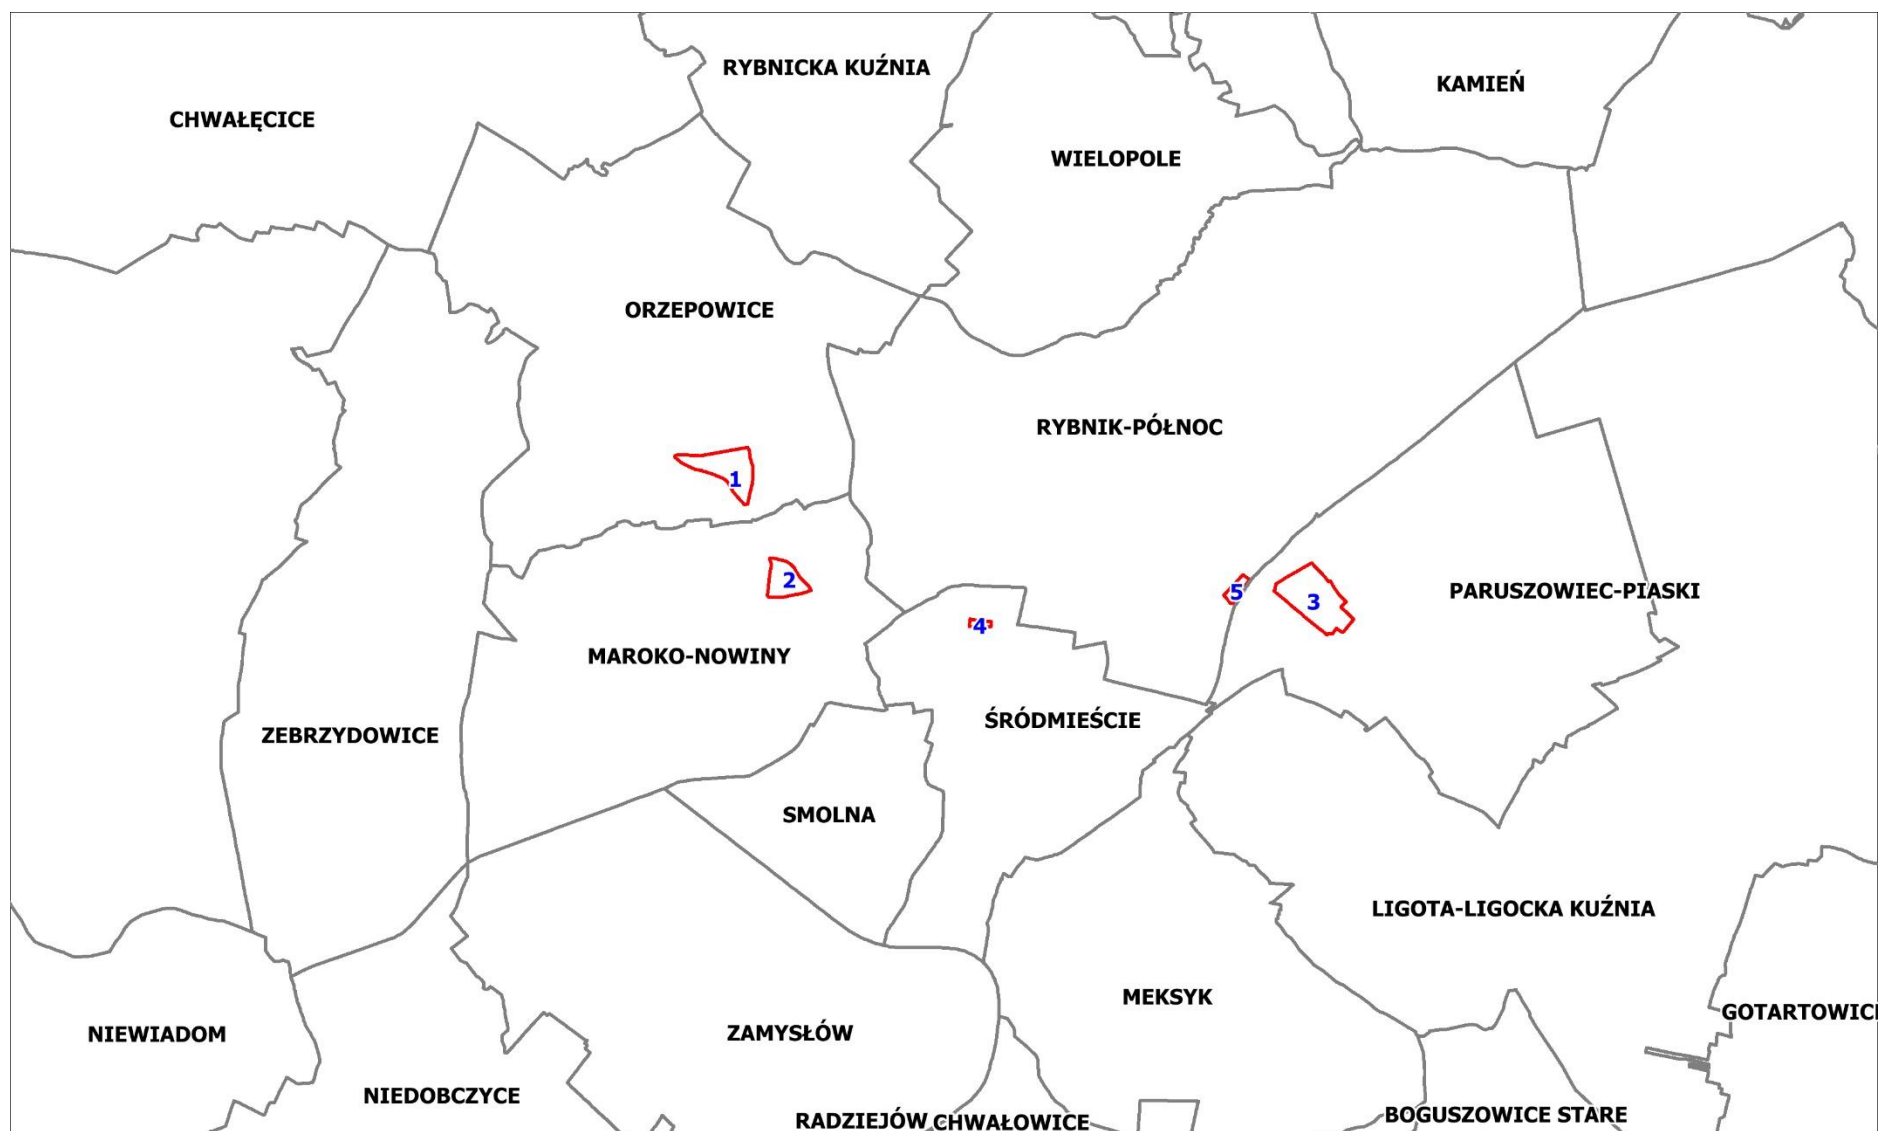 RYBNICKA KUŹNIA
KAMIEŃ
CHWAŁĘCICE
WIELOPOLE
ORZEPOWICE
RYBNIK-PÓŁNOC
1
2
5
3
PARUSZOWIEC-PIASKI
4
MAROKO-NOWINY
ŚRÓDMIEŚCIE
ZEBRZYDOWICE
SMOLNA
LIGOTA-LIGOCKA KUŹNIA
MEKSYK
GOTARTOWICE
NIEWIADOM
ZAMYSŁÓW
NIEDOBCZYCE
BOGUSZOWICE STARE
RADZIEJÓW CHWAŁOWICE